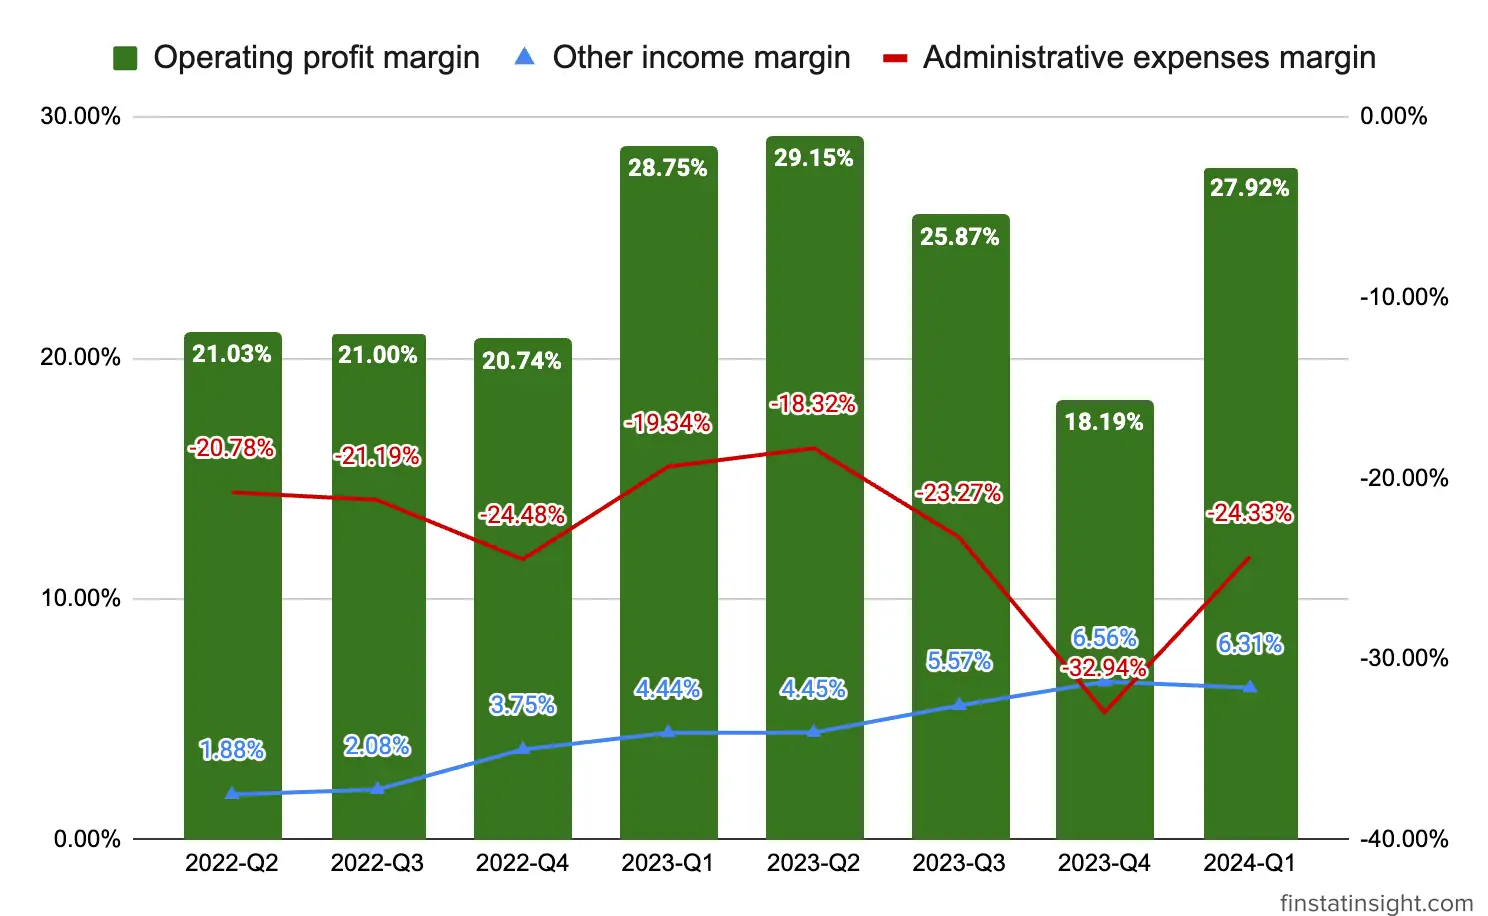 Operating profit margin Other income margin Administrative expenses margin
30.00% 0.00%
28.75% 29.15% 27.92%
25.87%
-10.00%
20.00% 21.03% 21.00% 20.74%
-19.34% -18.32% 18.19%
-20.78% -21.19% -20.00%
-24.48% -23.27% -24.33%
10.00%
6.56% 6.31%
5.57% -32.94% -30.00%
3.75% 4.44% 4.45%
1.88% 2.08%
0.00% -40.00%
2022-Q2 2022-Q3 2022-Q4 2023-Q1 2023-Q2 2023-Q3 2023-Q4 2024-Q1
finstatinsight.com